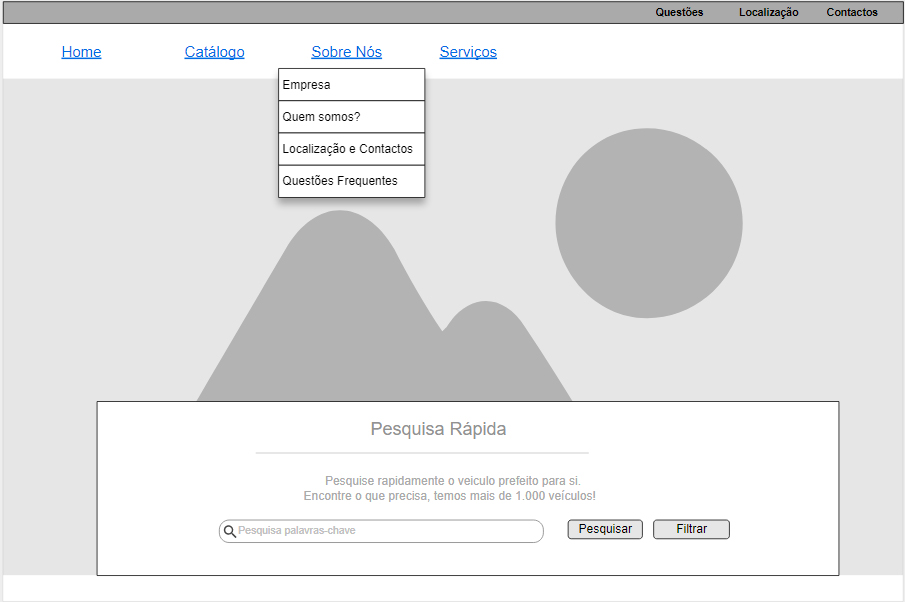 Questões Localização Contactos
Home Catálogo Sobre Nós Serviços
Empresa
Quem somos?
Localização e Contactos
Questões Frequentes
Pesquisa Rápida
Pesquise rapidamente o veiculo prefeito para si.
Encontre o que precisa, temos mais de 1.000 veículos!
Pesquisa palavras-chave Pesquisar Filtrar